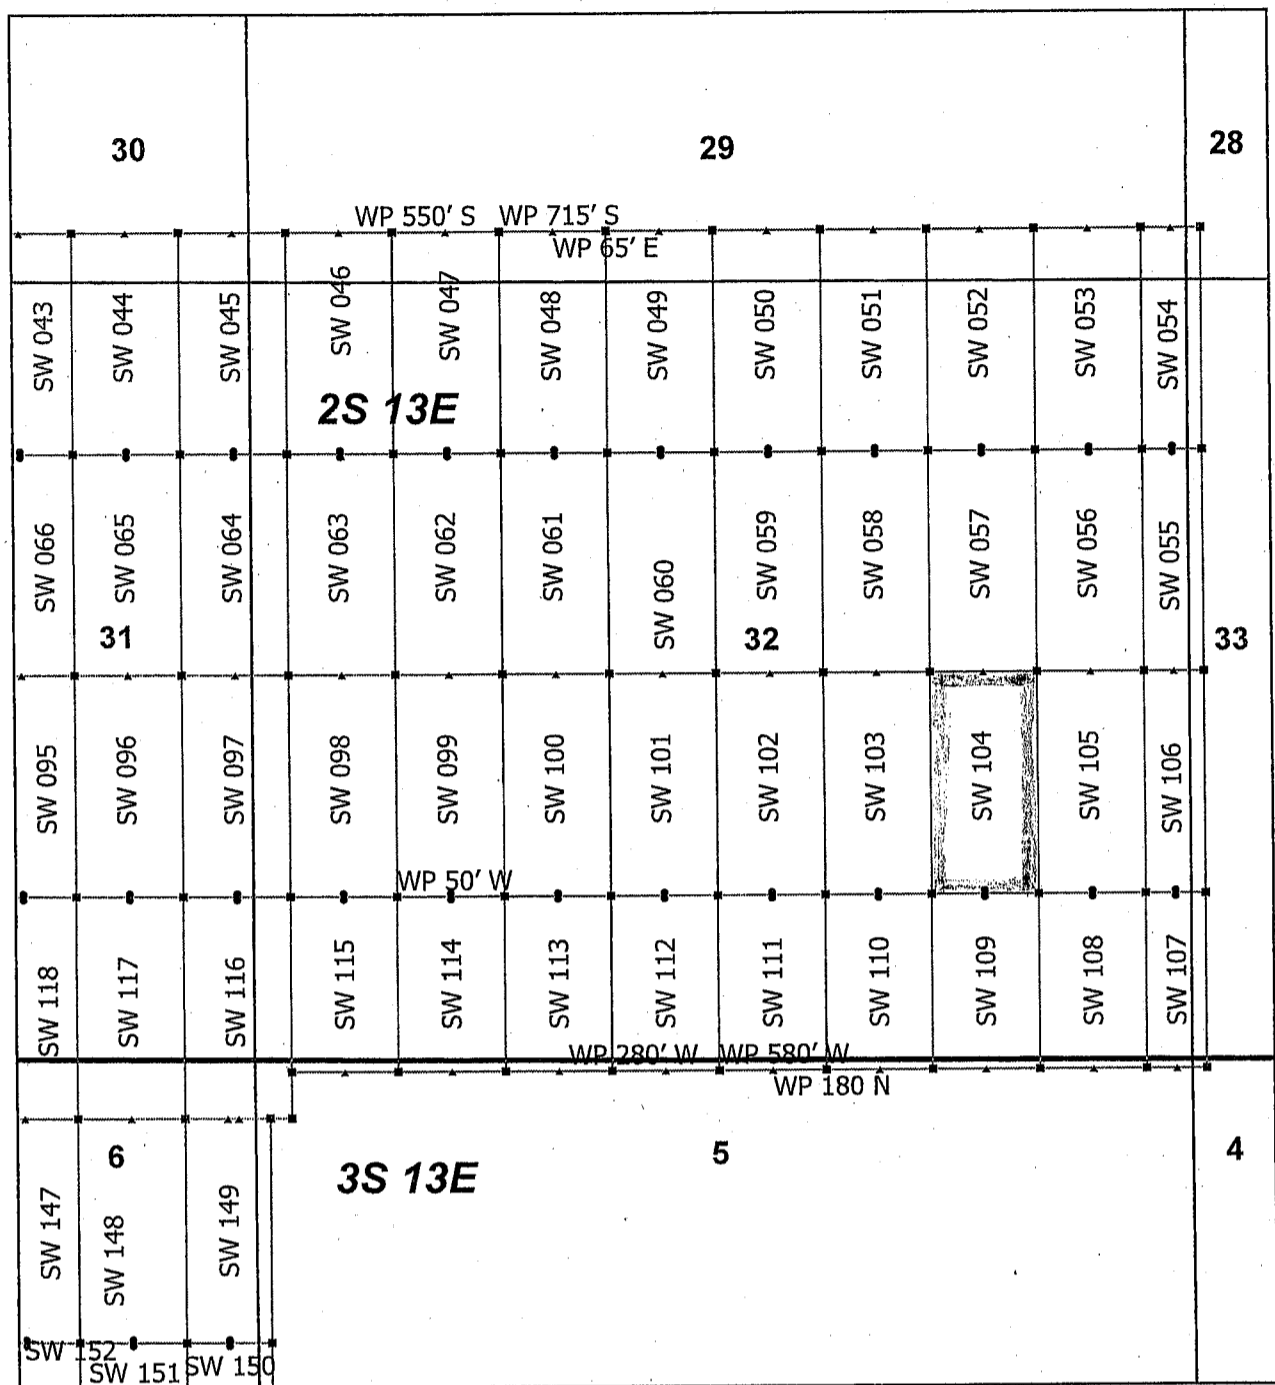 30
29
28
WP 550' S
WP 715' S
WP 65' E
SW 043
SW 044
SW 045
SW 046
SW 047
SW 048
SW 049
SW 050
SW 051
SW 052
SW 053
SW 054
2S 13E
SW 066
SW 065
SW 064
SW 063
SW 062
SW 061
SW 060
SW 059
SW 058
SW 057
SW 056
SW 055
31
32
33
SW 095
SW 096
SW 097
SW 098
SW 099
SW 100
SW 101
SW 102
SW 103
SW 104
SW 105
SW 106
WP 50' W
SW 118
SW 117
SW 116
SW 115
SW 114
SW 113
SW 112
SW 111
SW 110
SW 109
SW 108
SW 107
WP 280' W
WP 580' W
WP 180 N
6
3S 13E
5
4
SW 147
SW 148
SW 149
SW 152
SW 151
SW 150